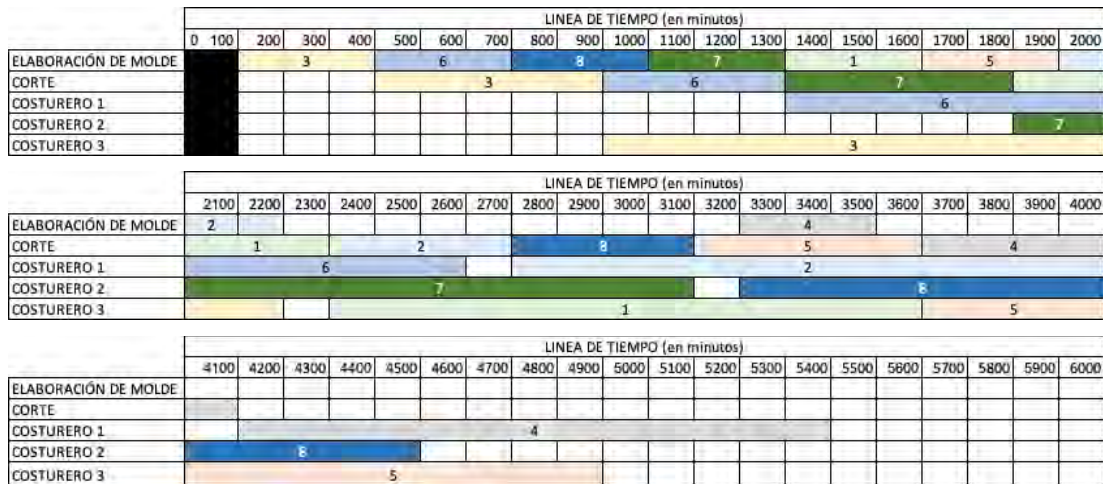 LINEA DE TIEMPO (en minutos)
0 100 200 300 400 500 600 700 800 900 1000 1100 1200 1300 1400 1500 1600 1700 1800 1900 2000
ELABORACIÓN DE MOLDE 3 6 8 7 1 5
CORTE 3 6 7
COSTURERO 1 6
COSTURERO 2 7
COSTURERO 3 3
LINEA DE TIEMPO (en minutos)
2100 2200 2300 2400 2500 2600 2700 2800 2900 3000 3100 3200 3300 3400 3500 3600 3700 3800 3900 4000
ELABORACIÓN DE MOLDE 2 4
CORTE 1 2 8 5 4
COSTURERO 1 6 2
COSTURERO 2 7 8
COSTURERO 3 1 5
LINEA DE TIEMPO (en minutos)
4100 4200 4300 4400 4500 4600 4700 4800 4900 5000 5100 5200 5300 5400 5500 5600 5700 5800 5900 6000
ELABORACIÓN DE MOLDE
CORTE
COSTURERO 1 4
COSTURERO 2 8
COSTURERO 3 5